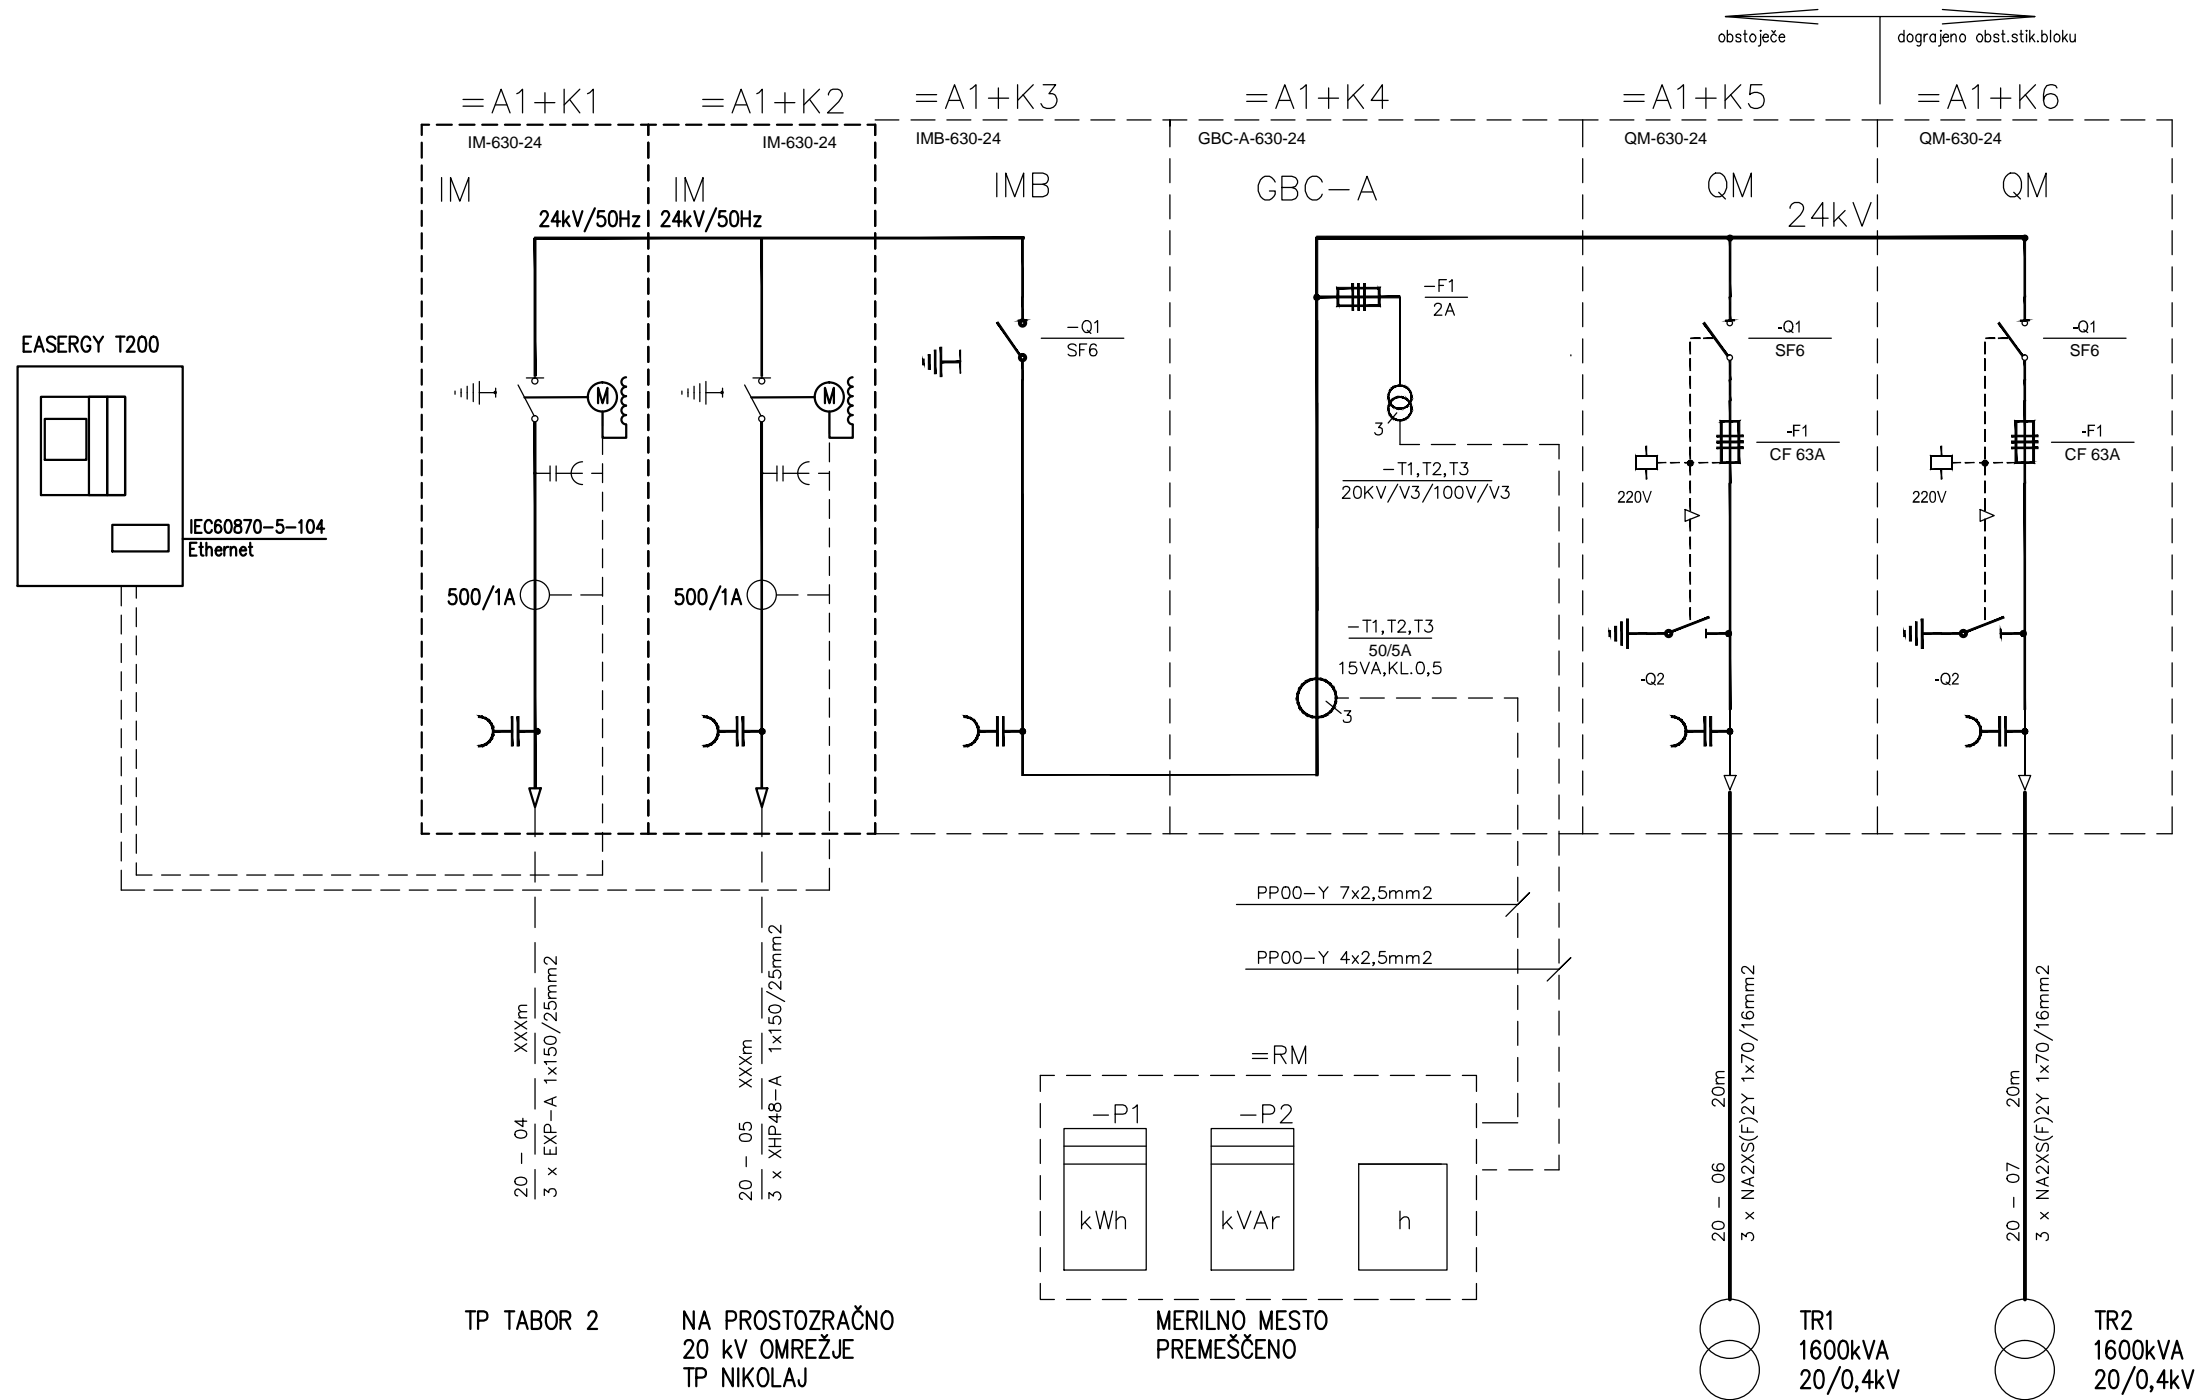 obstoječe
dograjeno obst.stik.bloku
=A1+K1
=A1+K2
=A1+K3
=A1+K4
=A1+K5
=A1+K6
IM-630-24
IM-630-24
IMB-630-24
GBC-A-630-24
QM-630-24
QM-630-24
IM
IM
IMB
GBC-A
QM
QM
24kV/50Hz
24kV/50Hz
24kV
-F1
2A
-Q1
SF6
-Q1
SF6
-Q1
SF6
EASERGY T200
M
M
3
-F1
CF 63A
-F1
CF 63A
-T1,T2,T3
20KV/V3/100V/V3
220V
220V
IEC60870-5-104
Ethernet
500/1A
500/1A
-T1,T2,T3
50/5A
15VA,KL.0,5
3
-Q2
-Q2
PP00-Y 7x2,5mm2
PP00-Y 4x2,5mm2
20 - 04 XXXm
3 x EXP-A 1x150/25mm2
20 - 05 XXXm
3 x XHP48-A 1x150/25mm2
20 - 06 20m
3 x NA2XS(F)2Y 1x70/16mm2
20 - 07 20m
3 x NA2XS(F)2Y 1x70/16mm2
=RM
-P1
-P2
kWh
kVAr
h
TP TABOR 2
NA PROSTOZRAČNO
20 kV OMREŽJE
TP NIKOLAJ
MERILNO MESTO
PREMEŠČENO
TR1
1600kVA
20/0,4kV
TR2
1600kVA
20/0,4kV